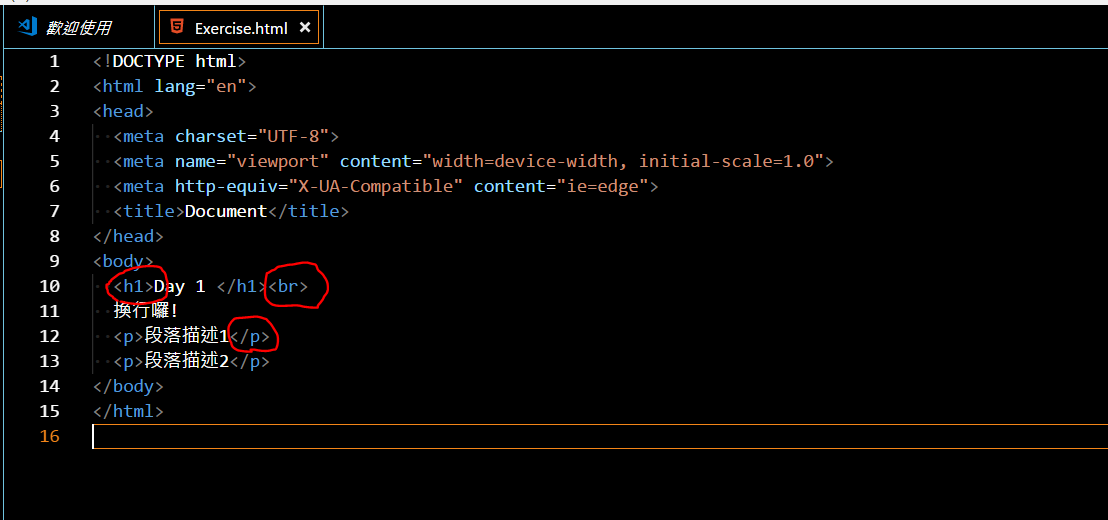 歡迎使用 Exercise.html ×
1 <!DOCTYPE html>
2 <html lang="en">
3 <head>
4 <meta charset="UTF-8">
5 <meta name="viewport" content="width=device-width, initial-scale=1.0">
6 <meta http-equiv="X-UA-Compatible" content="ie=edge">
7 <title>Document</title>
8 </head>
9 <body>
10 <h1>Day 1 </h1><br>
11 換行囉!
12 <p>段落描述1</p>
13 <p>段落描述2</p>
14 </body>
15 </html>
16